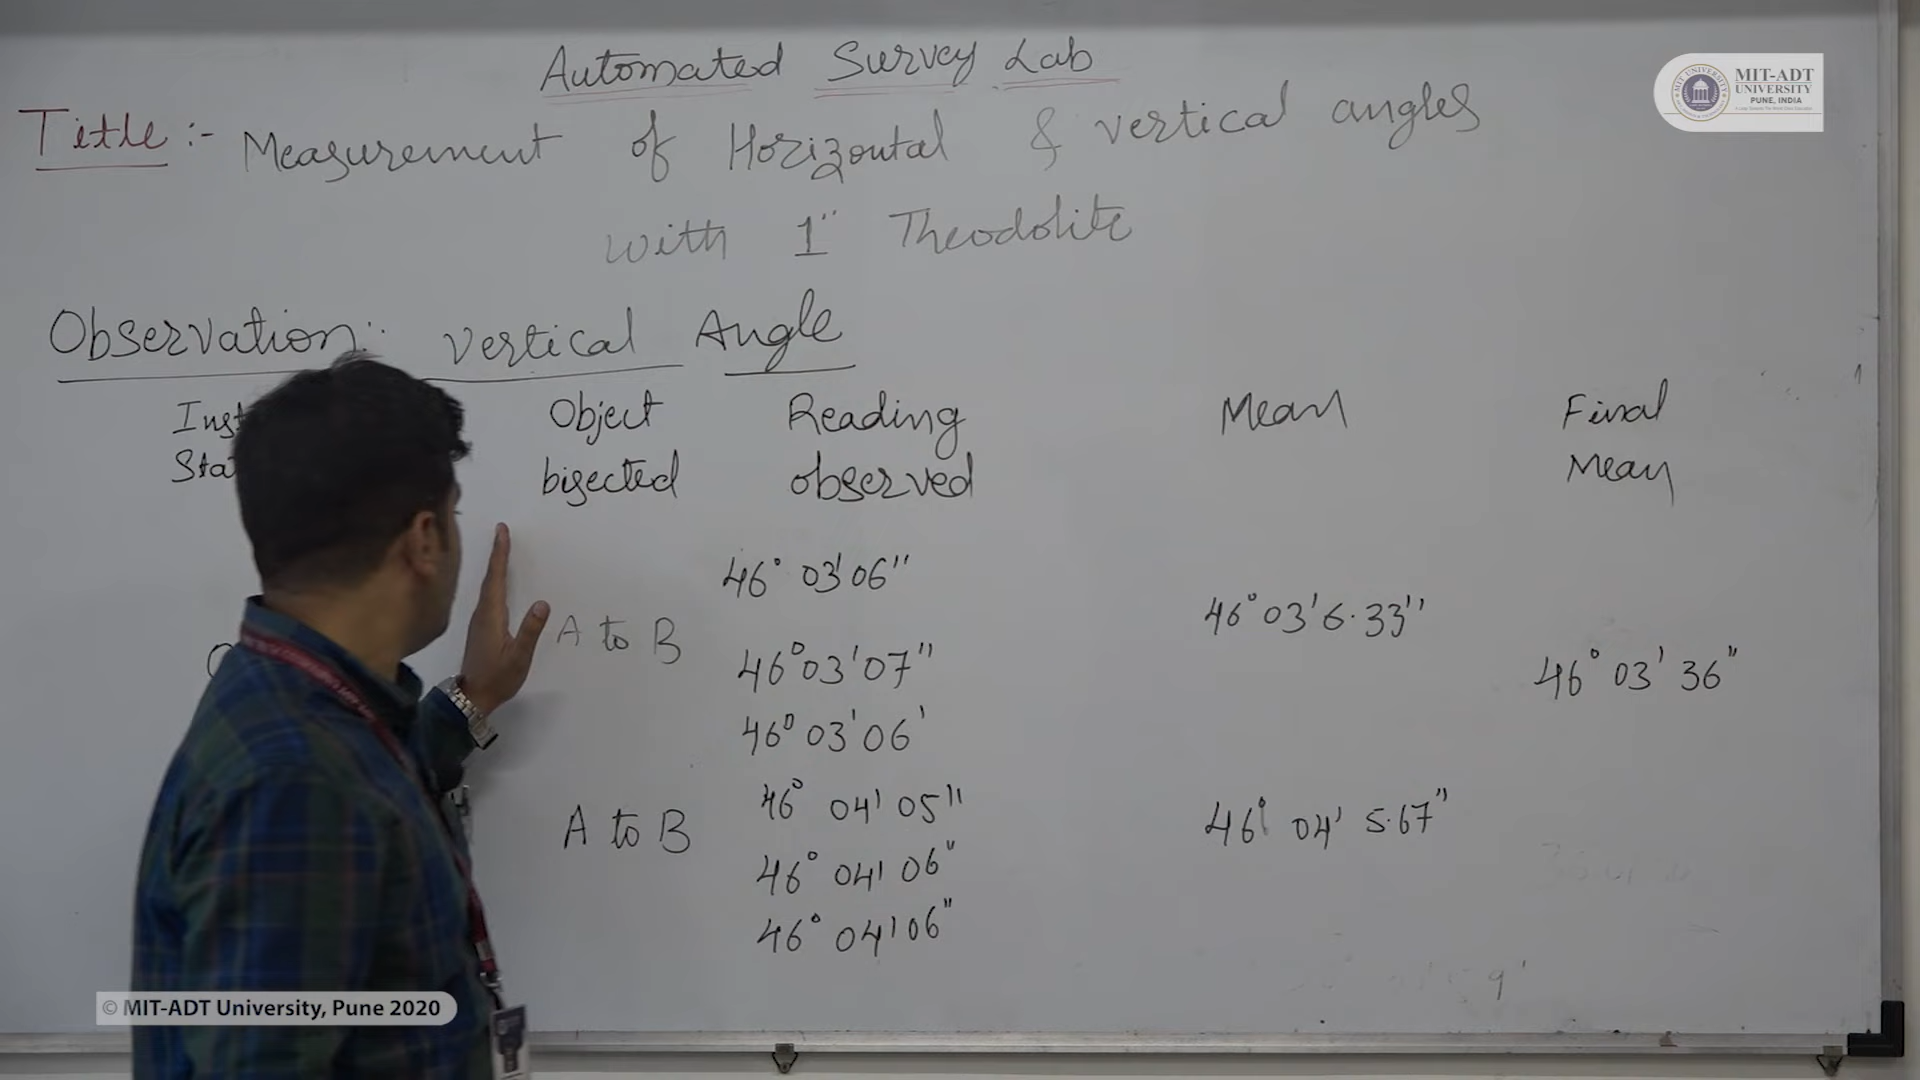 Automated Survey Lab
Title :- Measurement of Horizontal & vertical angles
with 1" Theodolite
Observation:- vertical Angle
Object bisected
Reading observed
Mean
Final Mean
A to B
46° 03' 06"
46° 03' 07"
46° 03' 06'
46° 03' 6.33"
46° 03' 36"
A to B
46° 04' 05"
46° 04' 06"
46° 04' 06"
46° 04' 5.67"
MIT-ADT
UNIVERSITY
PUNE, INDIA
© MIT-ADT University, Pune 2020